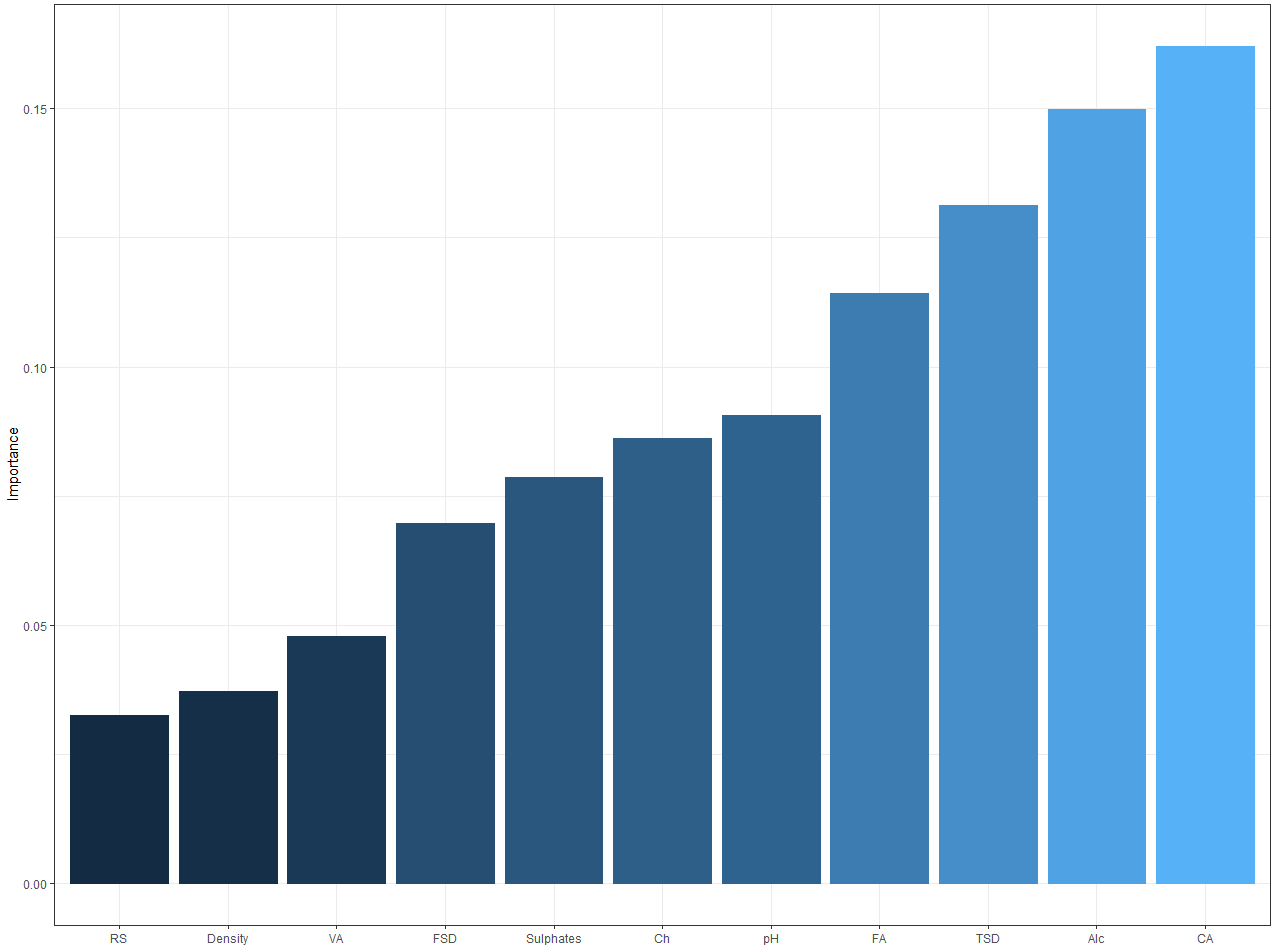 Importance
0.15
0.10
0.05
0.00
RS Density VA FSD Sulphates Ch pH FA TSD Alc CA